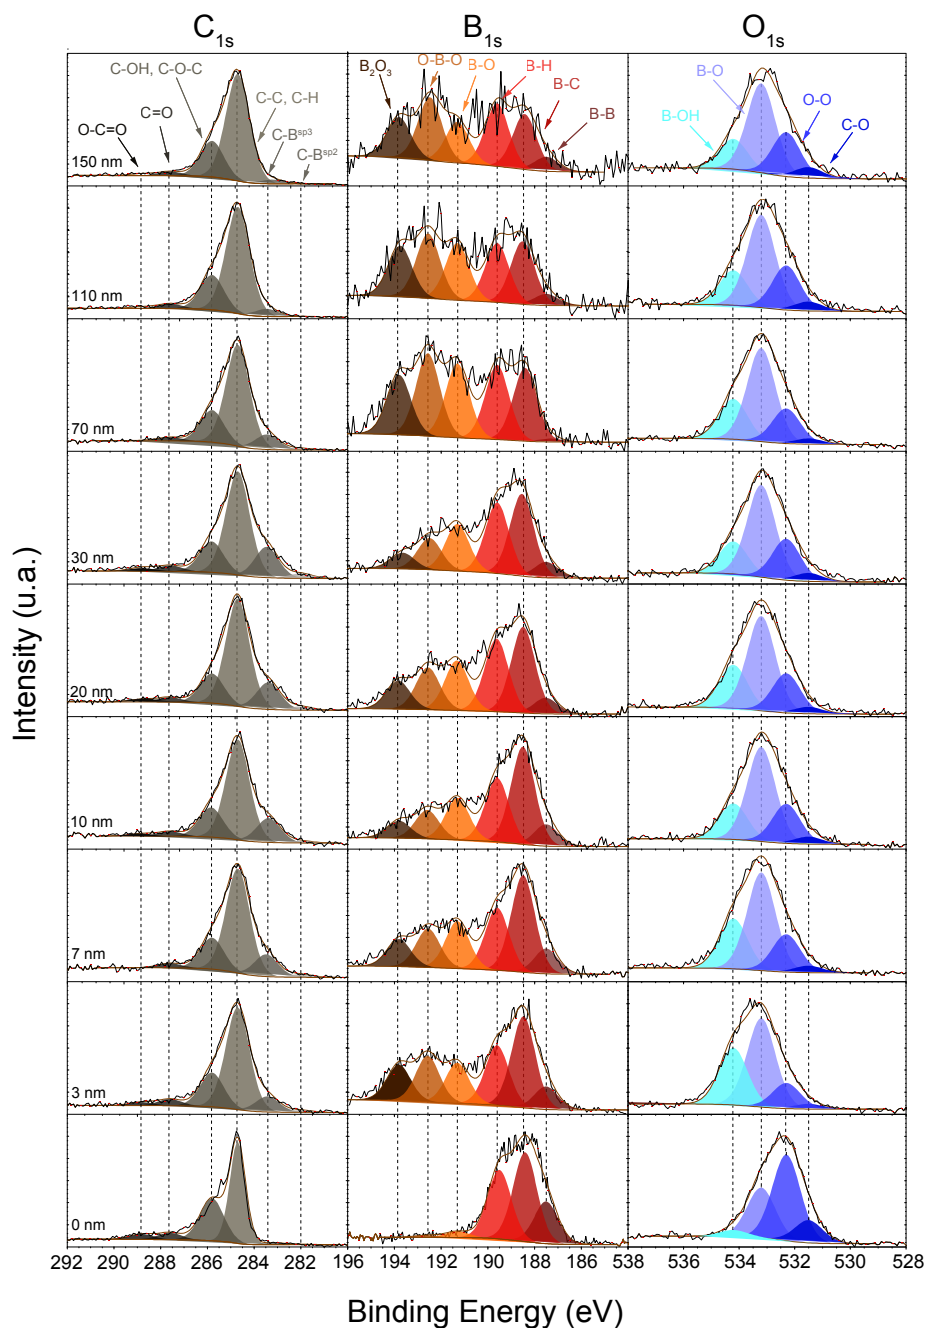 C1s B1s O1s
C-OH, C-O-C
C=O
O-C=O
C-C, C-H
C-Bsp3
C-Bsp2
150 nm
B2O3
O-B-O
B-O
B-H
B-C
B-B
B-OH
B-O
O-O
C-O
110 nm
70 nm
30 nm
20 nm
10 nm
7 nm
3 nm
0 nm
Intensity (u.a.)
292 290 288 286 284 282 196 194 192 190 188 186 538 536 534 532 530 528
Binding Energy (eV)